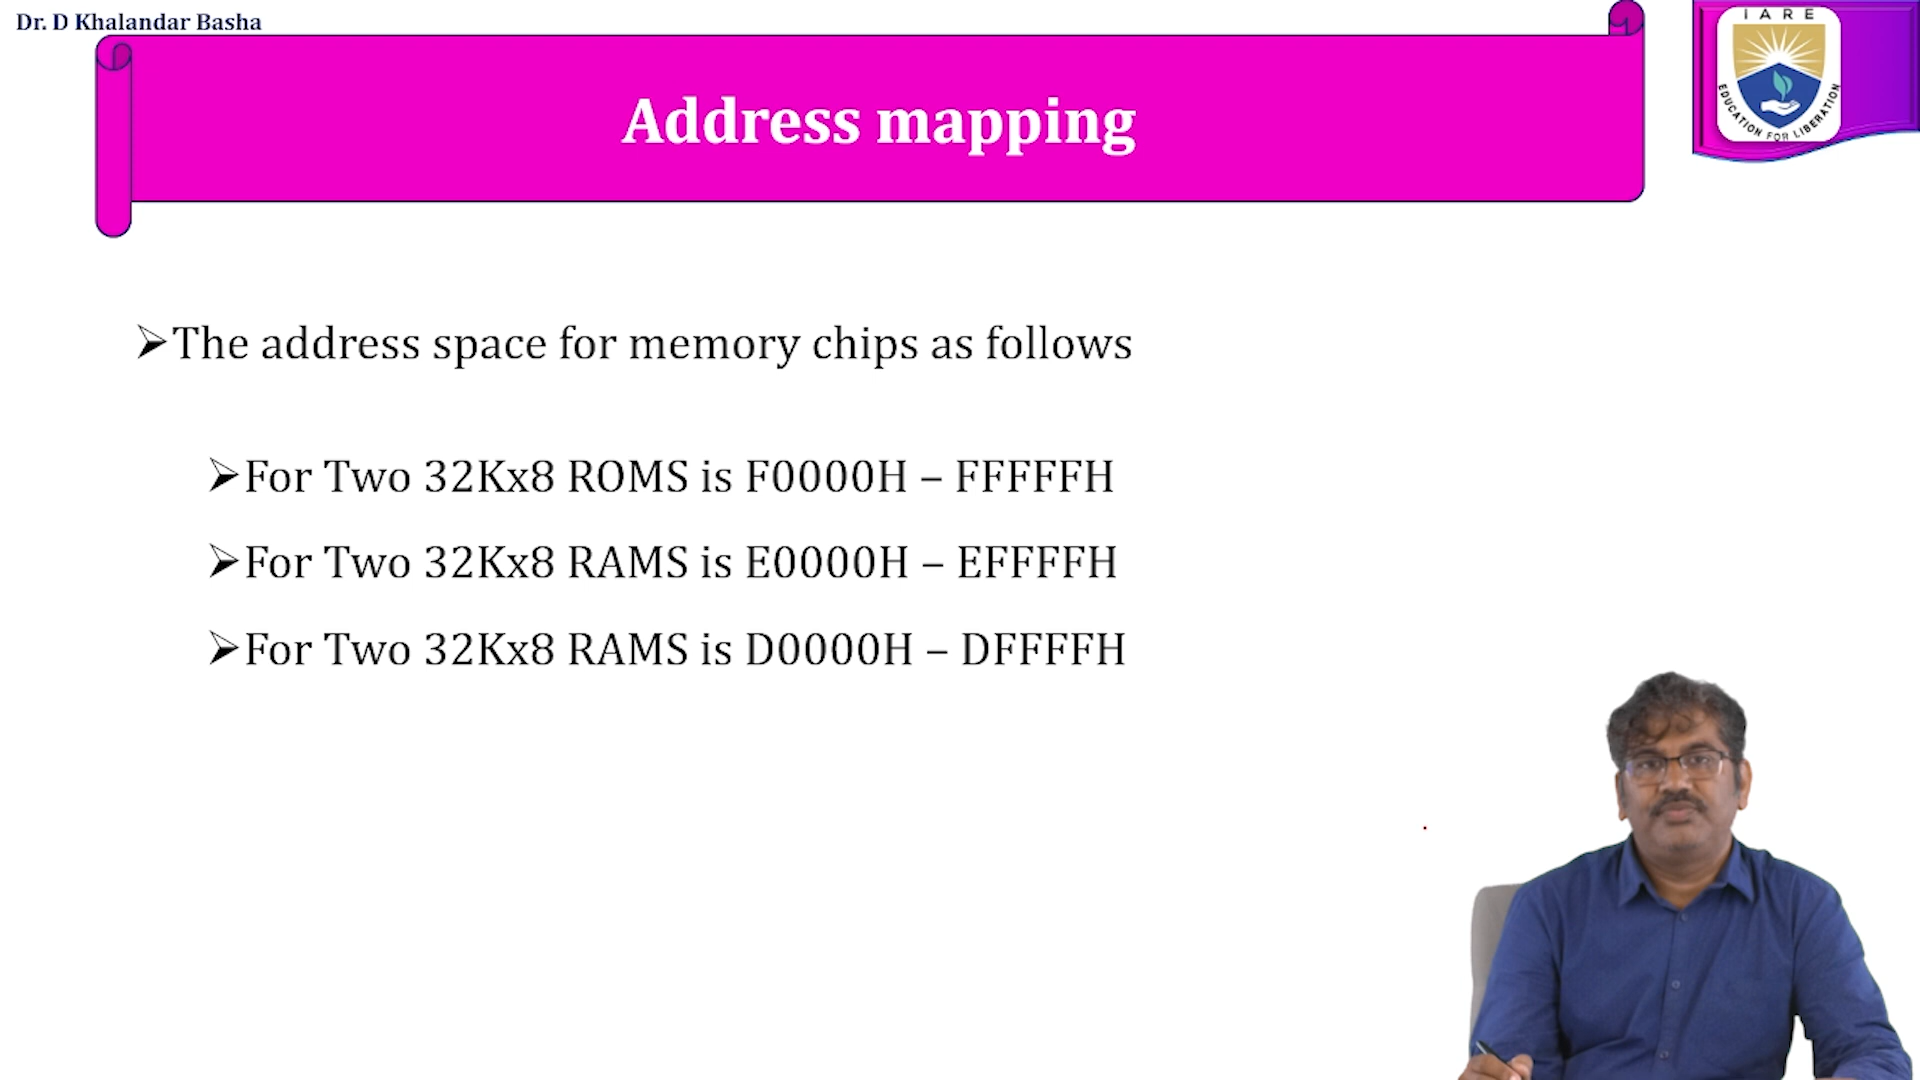 Dr. D Khalandar Basha
IARE
EDUCATION FOR LIBERATION
Address mapping
The address space for memory chips as follows
For Two 32Kx8 ROMS is F0000H – FFFFFH
For Two 32Kx8 RAMS is E0000H – EFFFFH
For Two 32Kx8 RAMS is D0000H – DFFFFH